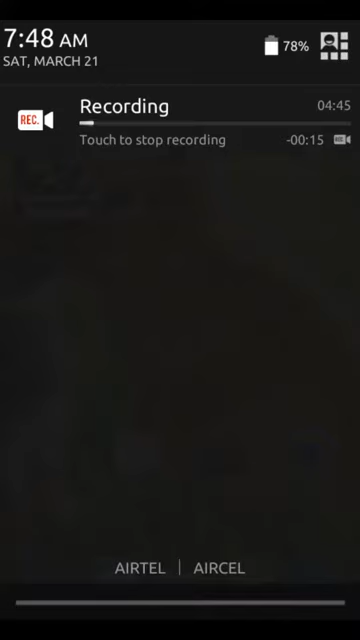 7:48 AM
78%
SAT, MARCH 21
REC.
Recording
04:45
Touch to stop recording
-00:15
AIRTEL | AIRCEL